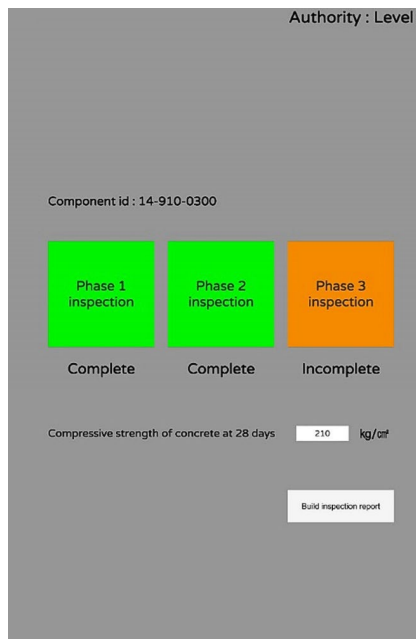 Authority : Level
Component id : 14-910-0300
Phase 1
inspection
Phase 2
inspection
Phase 3
inspection
Complete
Complete
Incomplete
Compressive strength of concrete at 28 days 210 kg/㎠
Build inspection report